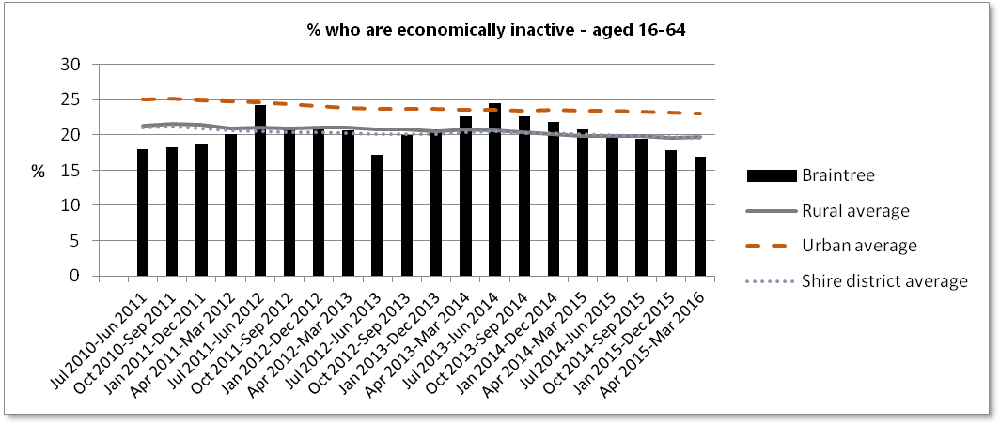 % who are economically inactive - aged 16-64
30
25
20
15
10
5
0
%
Jul 2010-Jun 2011
Oct 2010-Sep 2011
Jan 2011-Dec 2011
Apr 2011-Mar 2012
Jul 2011-Jun 2012
Oct 2011-Sep 2012
Jan 2012-Dec 2012
Apr 2012-Mar 2013
Jul 2012-Jun 2013
Oct 2012-Sep 2013
Jan 2013-Dec 2013
Apr 2013-Mar 2014
Jul 2013-Jun 2014
Oct 2013-Sep 2014
Jan 2014-Dec 2014
Apr 2014-Mar 2015
Jul 2014-Jun 2015
Oct 2014-Sep 2015
Jan 2015-Dec 2015
Apr 2015-Mar 2016
Braintree
Rural average
Urban average
Shire district average